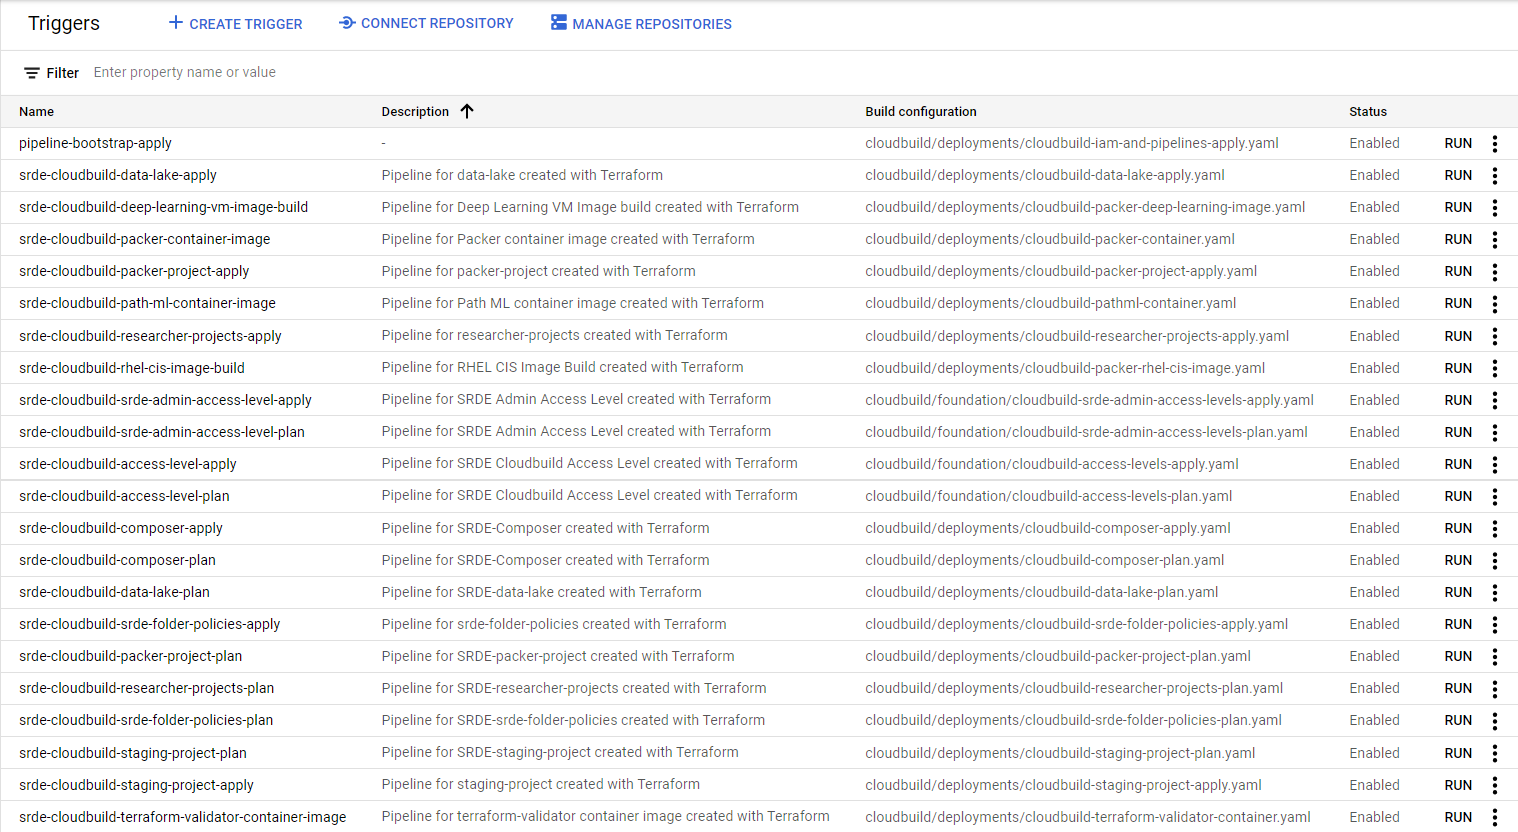 Triggers CREATE TRIGGER CONNECT REPOSITORY MANAGE REPOSITORIES
Filter Enter property name or value
Name Description Build configuration Status
pipeline-bootstrap-apply - cloudbuild/deployments/cloudbuild-iam-and-pipelines-apply.yaml Enabled RUN
srde-cloudbuild-data-lake-apply Pipeline for data-lake created with Terraform cloudbuild/deployments/cloudbuild-data-lake-apply.yaml Enabled RUN
srde-cloudbuild-deep-learning-vm-image-build Pipeline for Deep Learning VM Image build created with Terraform cloudbuild/deployments/cloudbuild-packer-deep-learning-image.yaml Enabled RUN
srde-cloudbuild-packer-container-image Pipeline for Packer container image created with Terraform cloudbuild/deployments/cloudbuild-packer-container.yaml Enabled RUN
srde-cloudbuild-packer-project-apply Pipeline for packer-project created with Terraform cloudbuild/deployments/cloudbuild-packer-project-apply.yaml Enabled RUN
srde-cloudbuild-path-ml-container-image Pipeline for Path ML container image created with Terraform cloudbuild/deployments/cloudbuild-pathml-container.yaml Enabled RUN
srde-cloudbuild-researcher-projects-apply Pipeline for researcher-projects created with Terraform cloudbuild/deployments/cloudbuild-researcher-projects-apply.yaml Enabled RUN
srde-cloudbuild-rhel-cis-image-build Pipeline for RHEL CIS Image Build created with Terraform cloudbuild/deployments/cloudbuild-packer-rhel-cis-image.yaml Enabled RUN
srde-cloudbuild-srde-admin-access-level-apply Pipeline for SRDE Admin Access Level created with Terraform cloudbuild/foundation/cloudbuild-srde-admin-access-levels-apply.yaml Enabled RUN
srde-cloudbuild-srde-admin-access-level-plan Pipeline for SRDE Admin Access Level created with Terraform cloudbuild/foundation/cloudbuild-srde-admin-access-levels-plan.yaml Enabled RUN
srde-cloudbuild-access-level-apply Pipeline for SRDE Cloudbuild Access Level created with Terraform cloudbuild/foundation/cloudbuild-access-levels-apply.yaml Enabled RUN
srde-cloudbuild-access-level-plan Pipeline for SRDE Cloudbuild Access Level created with Terraform cloudbuild/foundation/cloudbuild-access-levels-plan.yaml Enabled RUN
srde-cloudbuild-composer-apply Pipeline for SRDE-Composer created with Terraform cloudbuild/deployments/cloudbuild-composer-apply.yaml Enabled RUN
srde-cloudbuild-composer-plan Pipeline for SRDE-Composer created with Terraform cloudbuild/deployments/cloudbuild-composer-plan.yaml Enabled RUN
srde-cloudbuild-data-lake-plan Pipeline for SRDE-data-lake created with Terraform cloudbuild/deployments/cloudbuild-data-lake-plan.yaml Enabled RUN
srde-cloudbuild-srde-folder-policies-apply Pipeline for srde-folder-policies created with Terraform cloudbuild/deployments/cloudbuild-srde-folder-policies-apply.yaml Enabled RUN
srde-cloudbuild-packer-project-plan Pipeline for SRDE-packer-project created with Terraform cloudbuild/deployments/cloudbuild-packer-project-plan.yaml Enabled RUN
srde-cloudbuild-researcher-projects-plan Pipeline for SRDE-researcher-projects created with Terraform cloudbuild/deployments/cloudbuild-researcher-projects-plan.yaml Enabled RUN
srde-cloudbuild-srde-folder-policies-plan Pipeline for SRDE-srde-folder-policies created with Terraform cloudbuild/deployments/cloudbuild-srde-folder-policies-plan.yaml Enabled RUN
srde-cloudbuild-staging-project-plan Pipeline for SRDE-staging-project created with Terraform cloudbuild/deployments/cloudbuild-staging-project-plan.yaml Enabled RUN
srde-cloudbuild-staging-project-apply Pipeline for staging-project created with Terraform cloudbuild/deployments/cloudbuild-staging-project-apply.yaml Enabled RUN
srde-cloudbuild-terraform-validator-container-image Pipeline for terraform-validator container image created with Terraform cloudbuild/deployments/cloudbuild-terraform-validator-container.yaml Enabled RUN